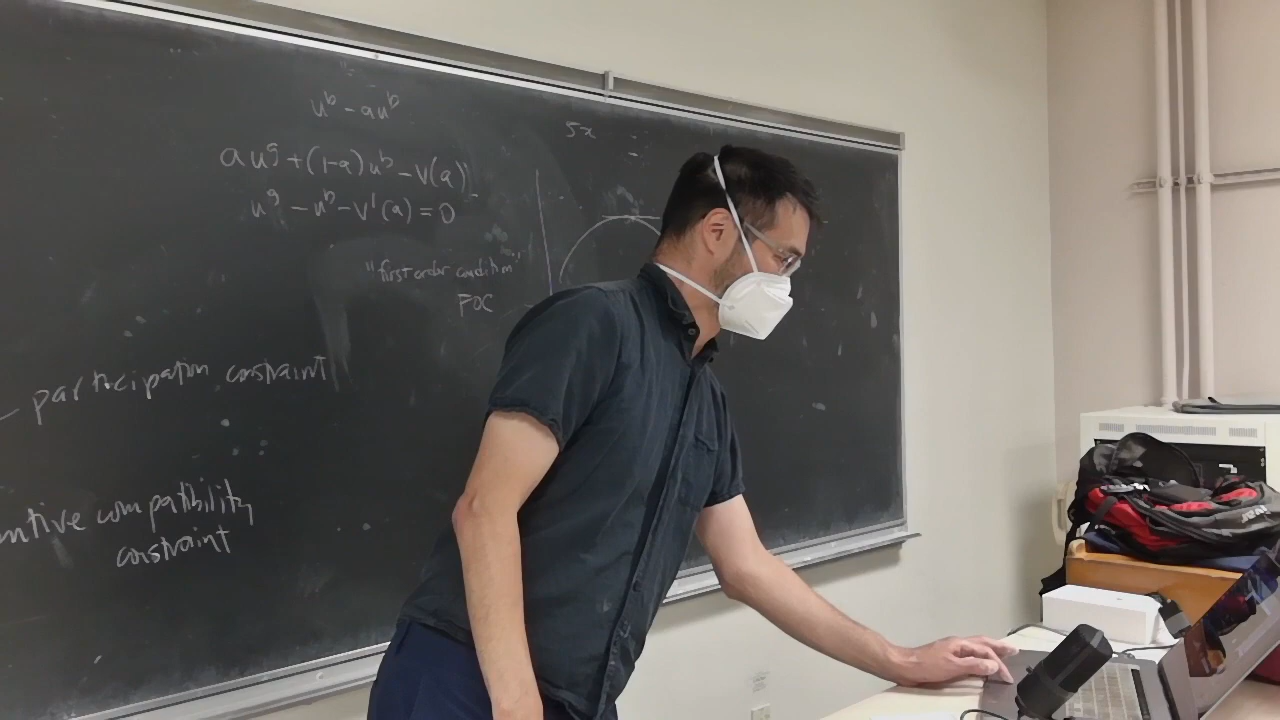 u^b - au^b
au^g + (1-a)u^b - v(a)
u^g - u^b - v'(a) = 0
"first order condition"
FOC
5x
participation constraint
ntive compatibility
constraint